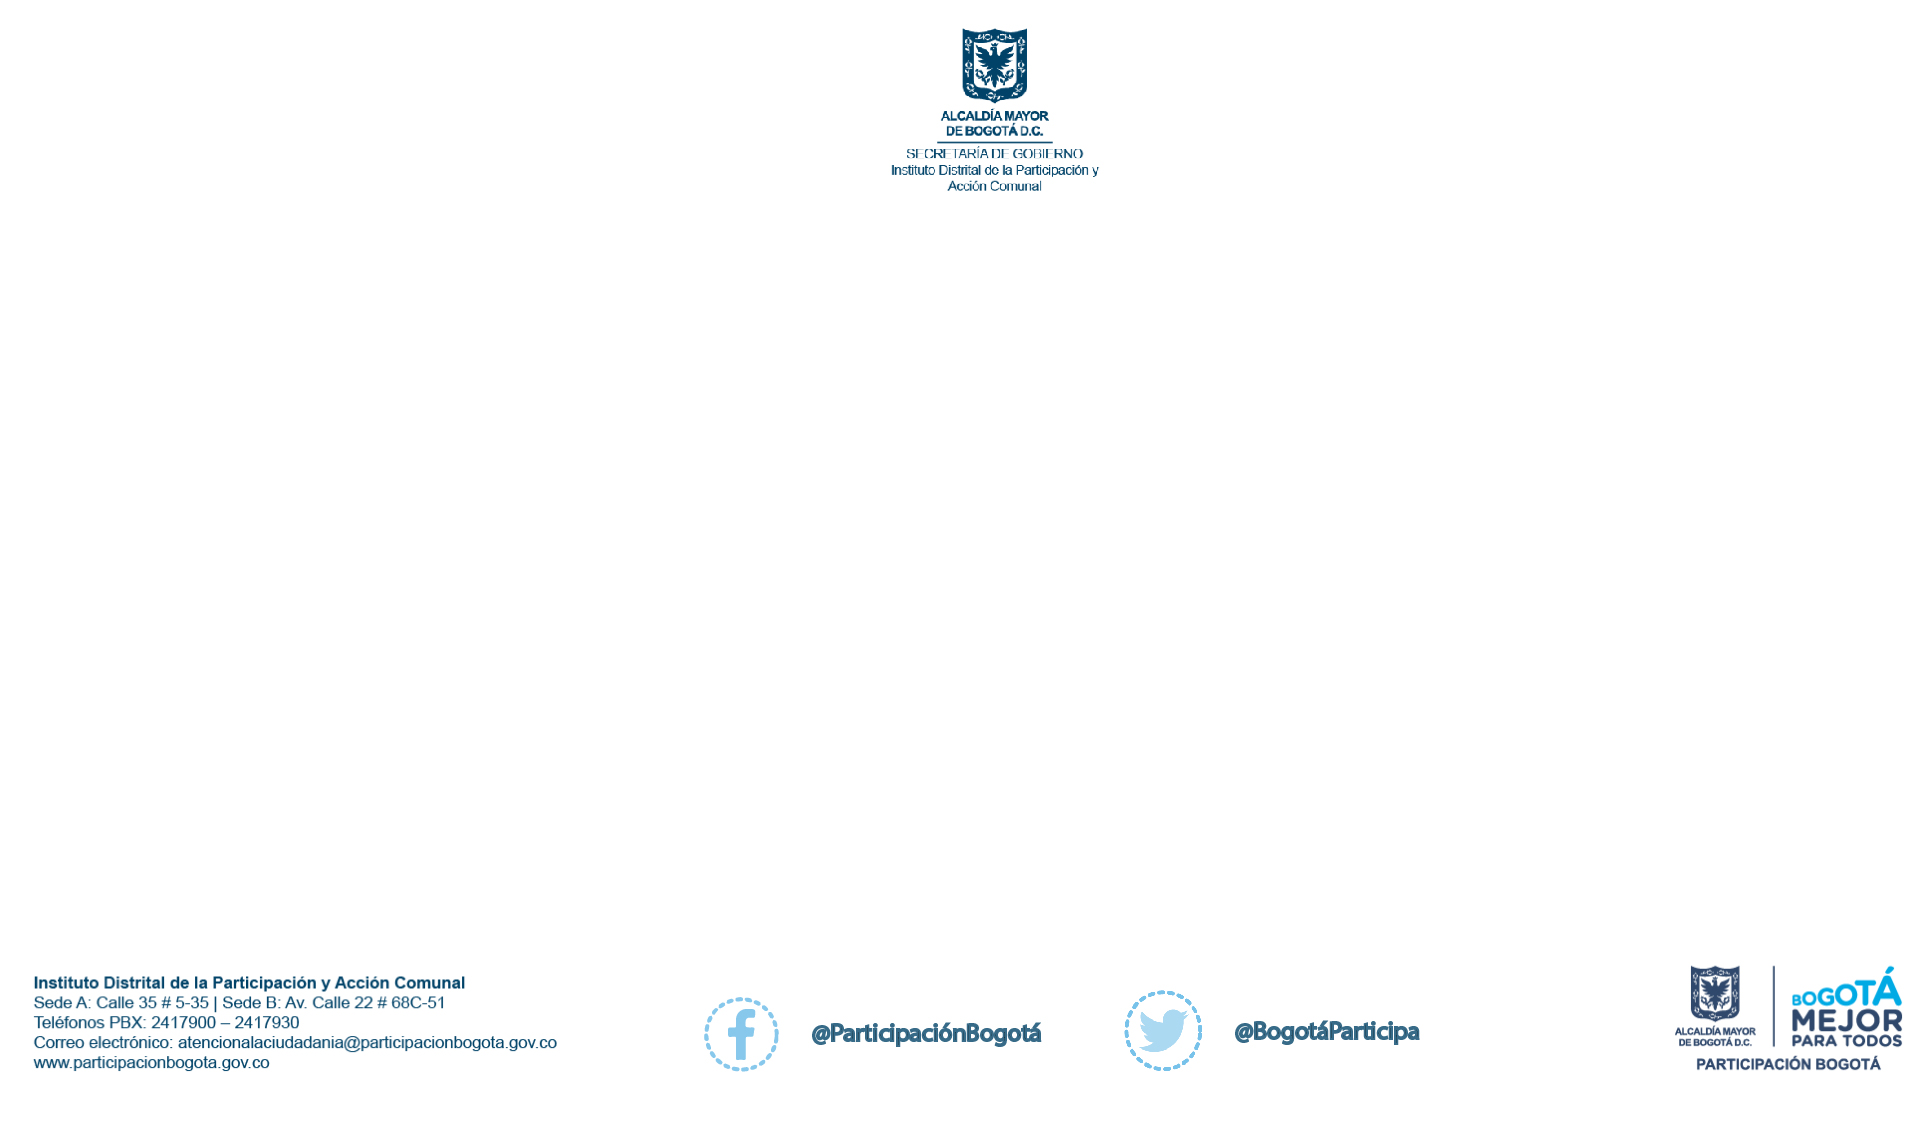 ALCALDÍA MAYOR
DE BOGOTÁ D.C.
SECRETARÍA DE GOBIERNO
Instituto Distrital de la Participación y
Acción Comunal
Instituto Distrital de la Participación y Acción Comunal
Sede A: Calle 35 # 5-35 | Sede B: Av. Calle 22 # 68C-51
Teléfonos PBX: 2417900 – 2417930
Correo electrónico: atencionalaciudadania@participacionbogota.gov.co
www.participacionbogota.gov.co
@ParticipaciónBogotá
@BogotáParticipa
ALCALDÍA MAYOR
DE BOGOTÁ D.C.
BOGOTÁ
MEJOR
PARA TODOS
PARTICIPACIÓN BOGOTÁ